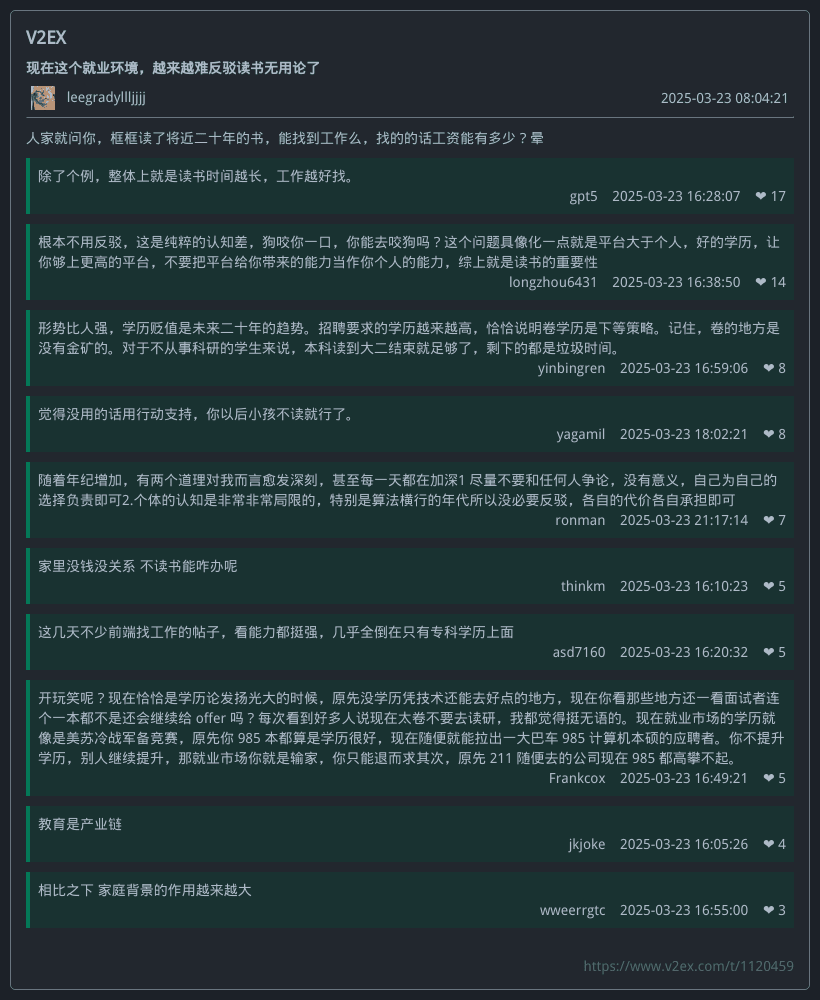 V2EX
现在这个就业环境，越来越难反驳读书无用论了
leegradyllljjjj
2025-03-23 08:04:21
人家就问你，框框读了将近二十年的书，能找到工作么，找的的话工资能有多少？晕
除了个例，整体上就是读书时间越长，工作越好找。
gpt5 2025-03-23 16:28:07 ❤ 17
根本不用反驳，这是纯粹的认知差，狗咬你一口，你能去咬狗吗？这个问题具像化一点就是平台大于个人，好的学历，让
你够上更高的平台，不要把平台给你带来的能力当作你个人的能力，综上就是读书的重要性
longzhou6431 2025-03-23 16:38:50 ❤ 14
形势比人强，学历贬值是未来二十年的趋势。招聘要求的学历越来越高，恰恰说明卷学历是下等策略。记住，卷的地方是
没有金矿的。对于不从事科研的学生来说，本科读到大二结束就足够了，剩下的都是垃圾时间。
yinbingren 2025-03-23 16:59:06 ❤ 8
觉得没用的话用行动支持，你以后小孩不读就行了。
yagamil 2025-03-23 18:02:21 ❤ 8
随着年纪增加，有两个道理对我而言愈发深刻，甚至每一天都在加深1 尽量不要和任何人争论，没有意义，自己为自己的
选择负责即可2.个体的认知是非常非常局限的，特别是算法横行的年代所以没必要反驳，各自的代价各自承担即可
ronman 2025-03-23 21:17:14 ❤ 7
家里没钱没关系 不读书能咋办呢
thinkm 2025-03-23 16:10:23 ❤ 5
这几天不少前端找工作的帖子，看能力都挺强，几乎全倒在只有专科学历上面
asd7160 2025-03-23 16:20:32 ❤ 5
开玩笑呢？现在恰恰是学历论发扬光大的时候，原先没学历凭技术还能去好点的地方，现在你看那些地方还一看面试者连
个一本都不是还会继续给 offer 吗？每次看到好多人说现在太卷不要去读研，我都觉得挺无语的。现在就业市场的学历就
像是美苏冷战军备竞赛，原先你 985 本都算是学历很好，现在随便就能拉出一大巴车 985 计算机本硕的应聘者。你不提升
学历，别人继续提升，那就业市场你就是输家，你只能退而求其次，原先 211 随便去的公司现在 985 都高攀不起。
Frankcox 2025-03-23 16:49:21 ❤ 5
教育是产业链
jkjoke 2025-03-23 16:05:26 ❤ 4
相比之下 家庭背景的作用越来越大
wweerrgtc 2025-03-23 16:55:00 ❤ 3
https://www.v2ex.com/t/1120459